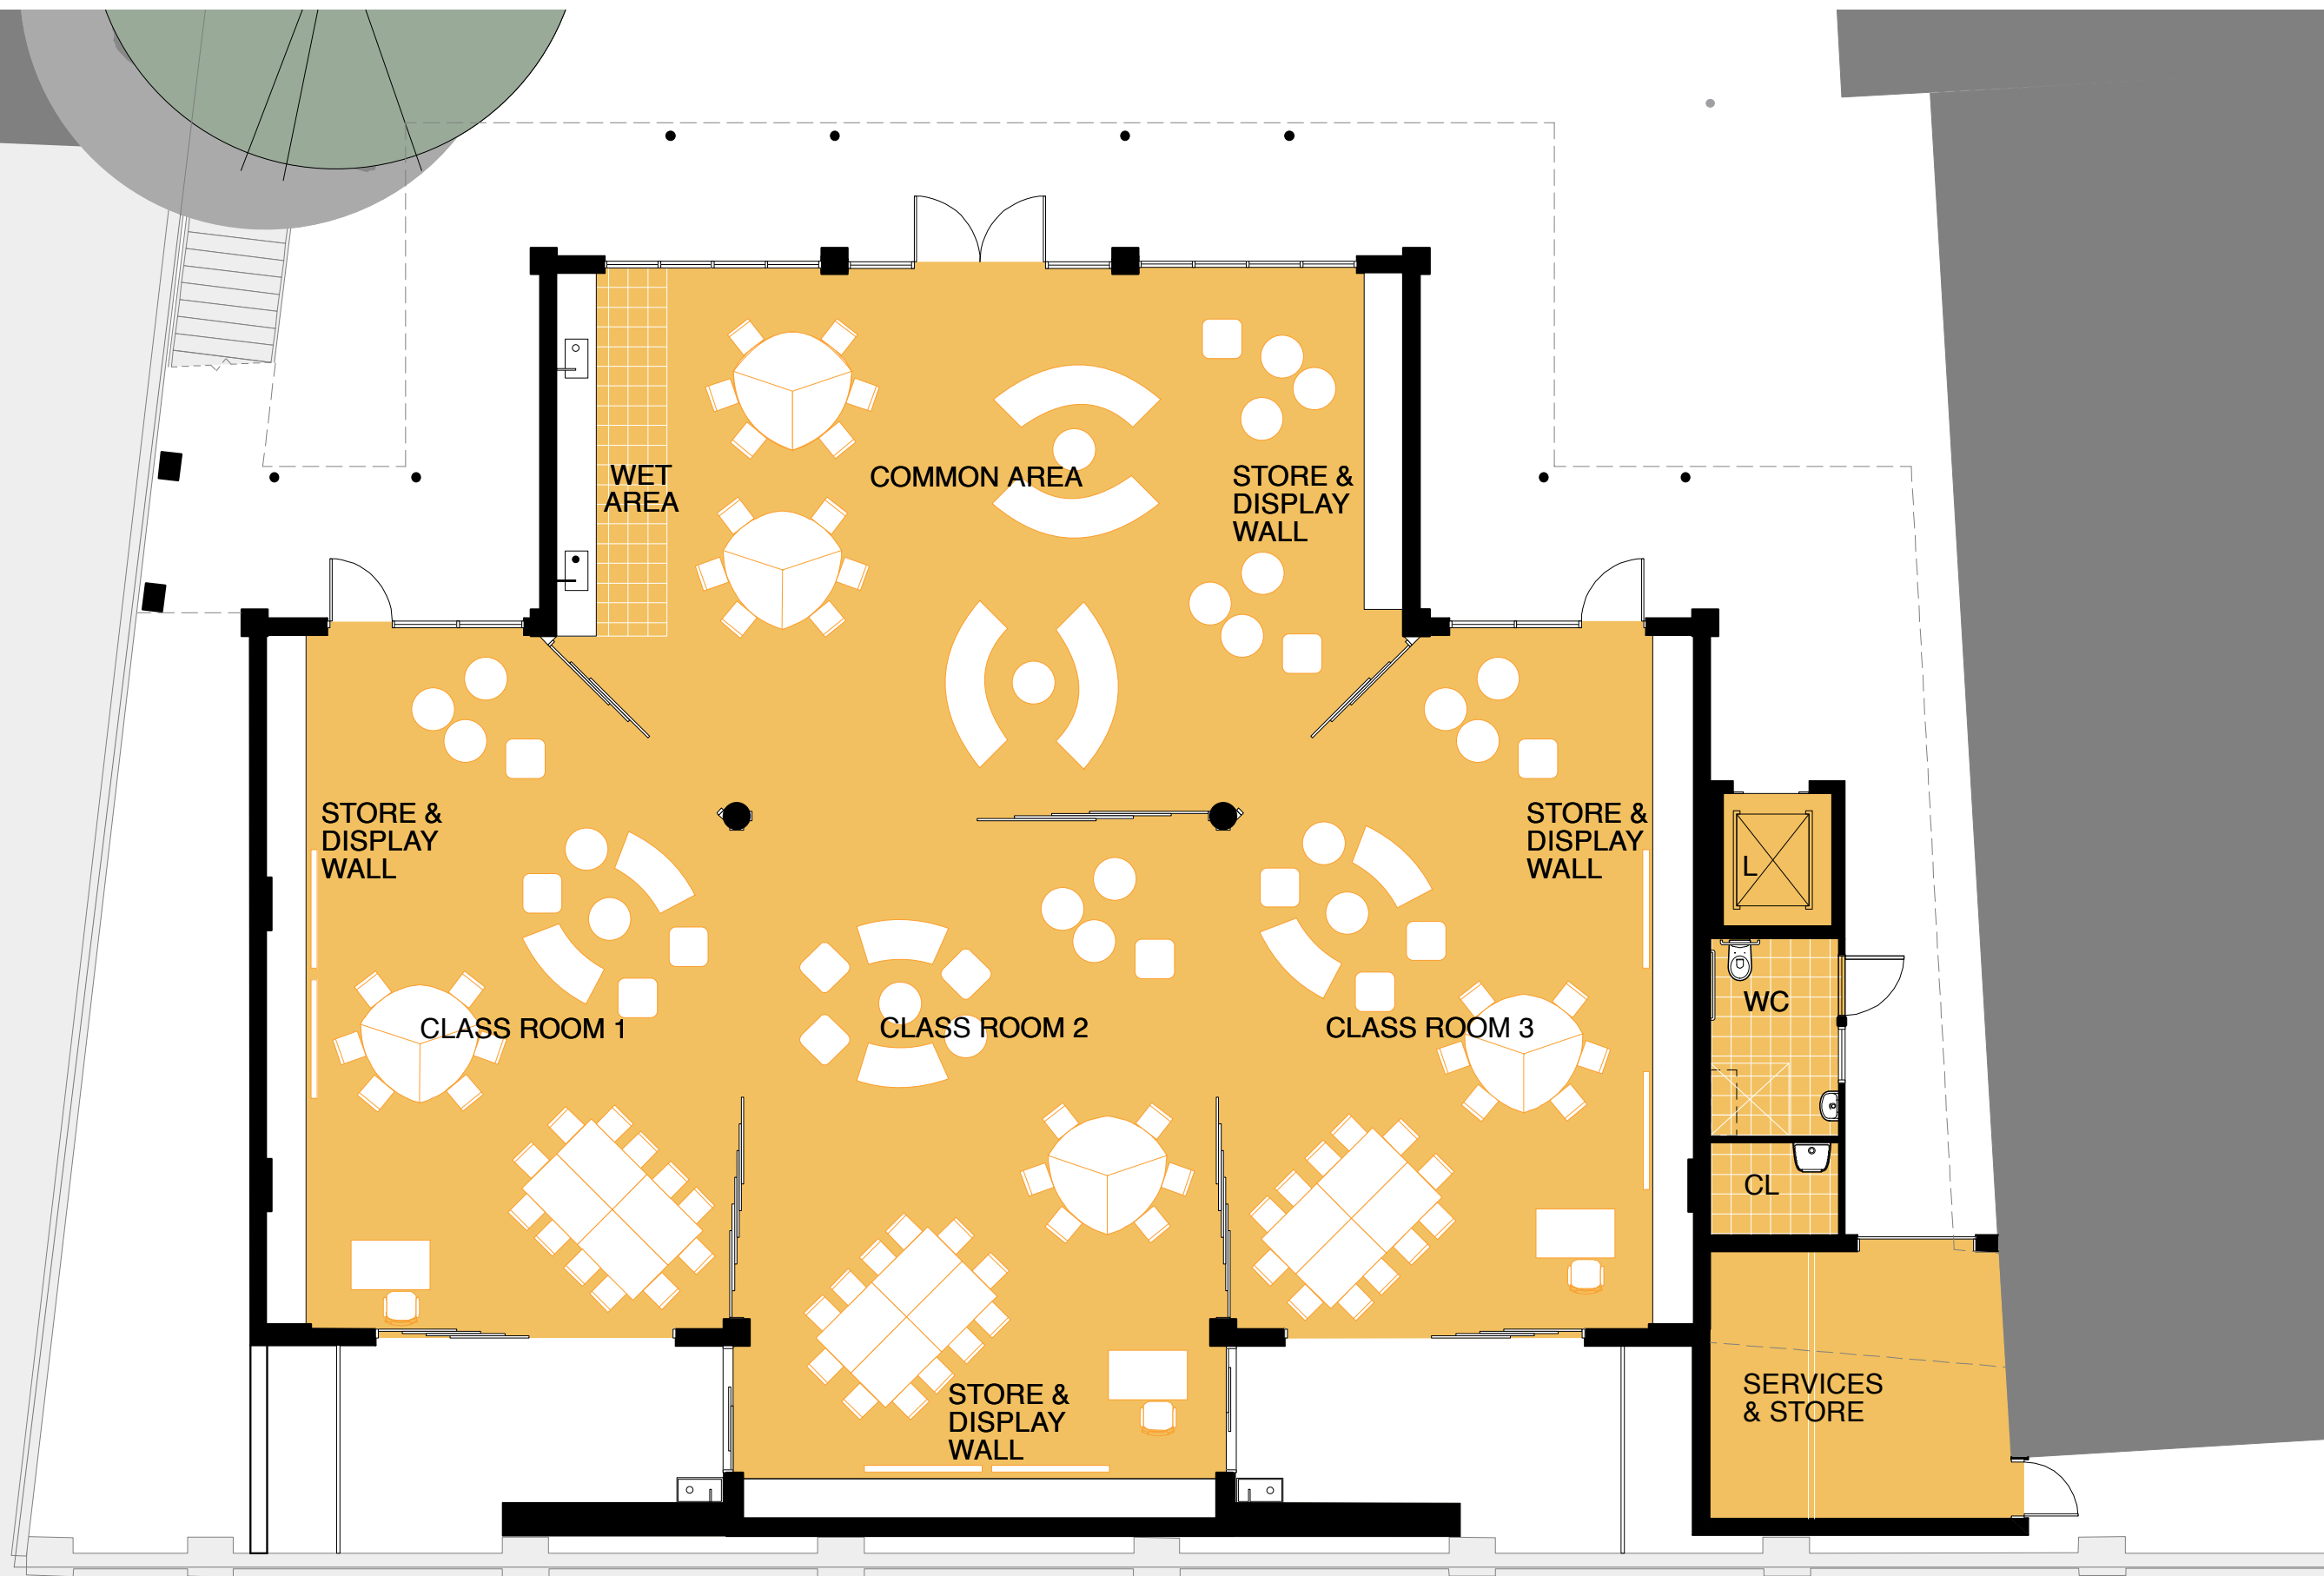 WET
AREA
COMMON AREA
STORE &
DISPLAY
WALL
STORE &
DISPLAY
WALL
STORE &
DISPLAY
WALL
L
CLASS ROOM 1
CLASS ROOM 2
CLASS ROOM 3
WC
CL
STORE &
DISPLAY
WALL
SERVICES
& STORE